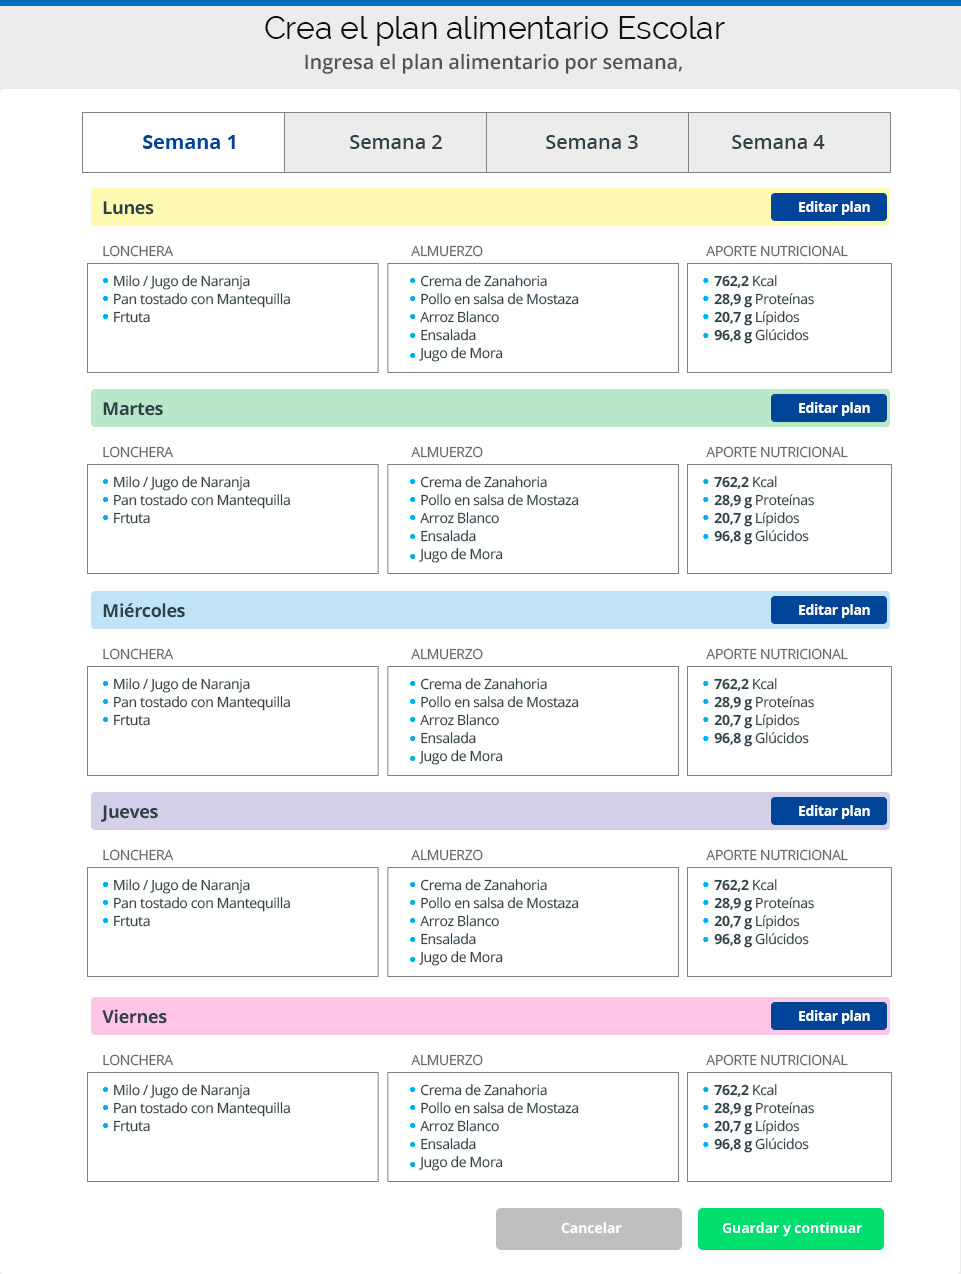 Crea el plan alimentario Escolar
Ingresa el plan alimentario por semana,
Semana 1 Semana 2 Semana 3 Semana 4
Lunes Editar plan
LONCHERA ALMUERZO APORTE NUTRICIONAL
Milo / Jugo de Naranja Crema de Zanahoria 762,2 Kcal
Pan tostado con Mantequilla Pollo en salsa de Mostaza 28,9 g Proteínas
Frtuta Arroz Blanco 20,7 g Lípidos
Ensalada 96,8 g Glúcidos
Jugo de Mora
Martes Editar plan
LONCHERA ALMUERZO APORTE NUTRICIONAL
Milo / Jugo de Naranja Crema de Zanahoria 762,2 Kcal
Pan tostado con Mantequilla Pollo en salsa de Mostaza 28,9 g Proteínas
Frtuta Arroz Blanco 20,7 g Lípidos
Ensalada 96,8 g Glúcidos
Jugo de Mora
Miércoles Editar plan
LONCHERA ALMUERZO APORTE NUTRICIONAL
Milo / Jugo de Naranja Crema de Zanahoria 762,2 Kcal
Pan tostado con Mantequilla Pollo en salsa de Mostaza 28,9 g Proteínas
Frtuta Arroz Blanco 20,7 g Lípidos
Ensalada 96,8 g Glúcidos
Jugo de Mora
Jueves Editar plan
LONCHERA ALMUERZO APORTE NUTRICIONAL
Milo / Jugo de Naranja Crema de Zanahoria 762,2 Kcal
Pan tostado con Mantequilla Pollo en salsa de Mostaza 28,9 g Proteínas
Frtuta Arroz Blanco 20,7 g Lípidos
Ensalada 96,8 g Glúcidos
Jugo de Mora
Viernes Editar plan
LONCHERA ALMUERZO APORTE NUTRICIONAL
Milo / Jugo de Naranja Crema de Zanahoria 762,2 Kcal
Pan tostado con Mantequilla Pollo en salsa de Mostaza 28,9 g Proteínas
Frtuta Arroz Blanco 20,7 g Lípidos
Ensalada 96,8 g Glúcidos
Jugo de Mora
Cancelar Guardar y continuar